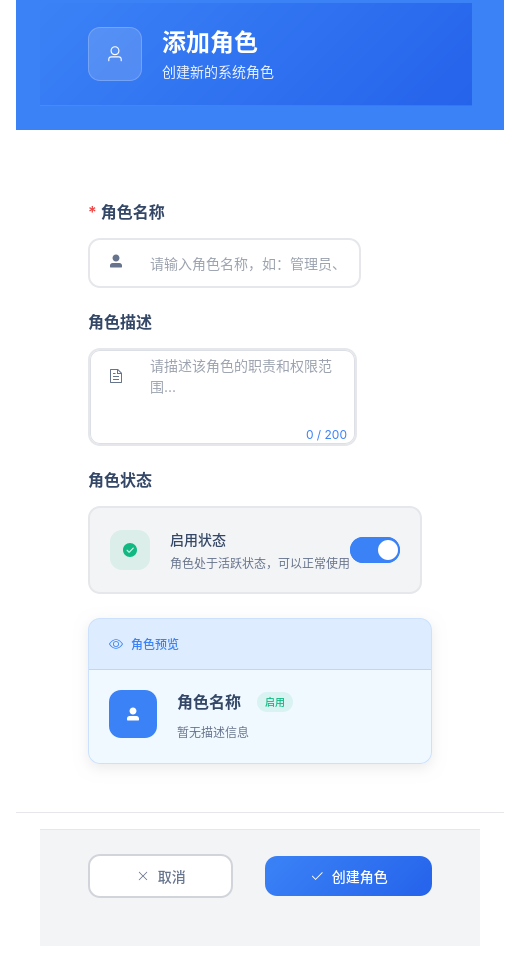 添加角色
创建新的系统角色
* 角色名称
请输入角色名称，如：管理员、
角色描述
请描述该角色的职责和权限范
围...
0 / 200
角色状态
启用状态
角色处于活跃状态，可以正常使用
角色预览
角色名称 启用
暂无描述信息
取消
创建角色